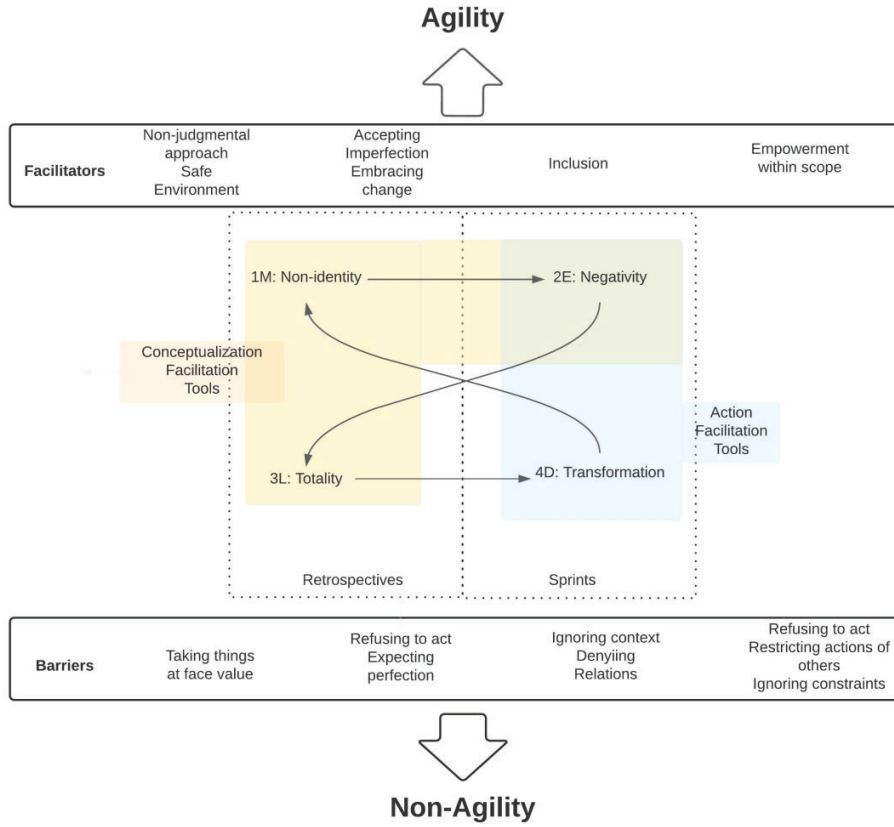 Agility
Facilitators
Non-judgmental
approach
Safe
Environment
Accepting
Imperfection
Embracing
change
Inclusion
Empowerment
within scope
1M: Non-identity
2E: Negativity
Conceptualization
Facilitation
Tools
Action
Facilitation
Tools
3L: Totality
4D: Transformation
Retrospectives
Sprints
Barriers
Taking things
at face value
Refusing to act
Expecting
perfection
Ignoring context
Denyiing
Relations
Refusing to act
Restricting actions of
others
Ignoring constraints
Non-Agility